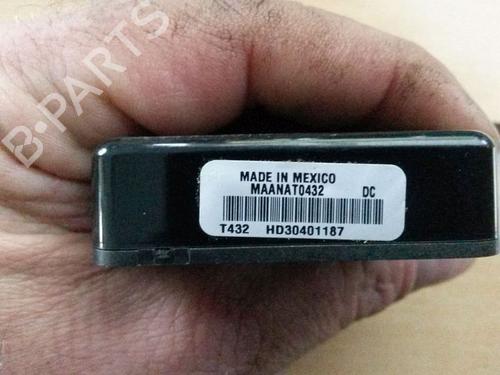 B-PARTS
MADE IN MEXICO
MAANAT0432 DC
T432 HD30401187